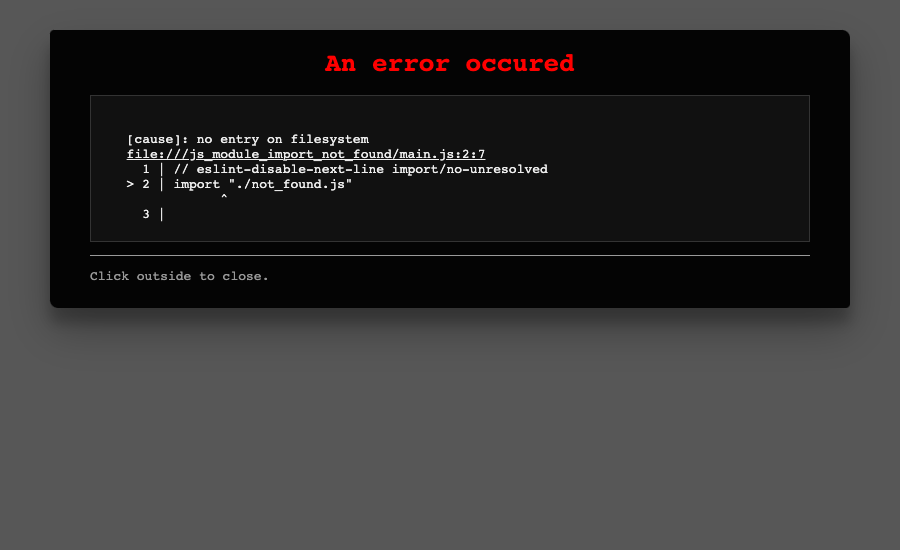 An error occured
[cause]: no entry on filesystem
file:///js_module_import_not_found/main.js:2:7
  1 | // eslint-disable-next-line import/no-unresolved
> 2 | import "./not_found.js"
            ^
  3 |
Click outside to close.